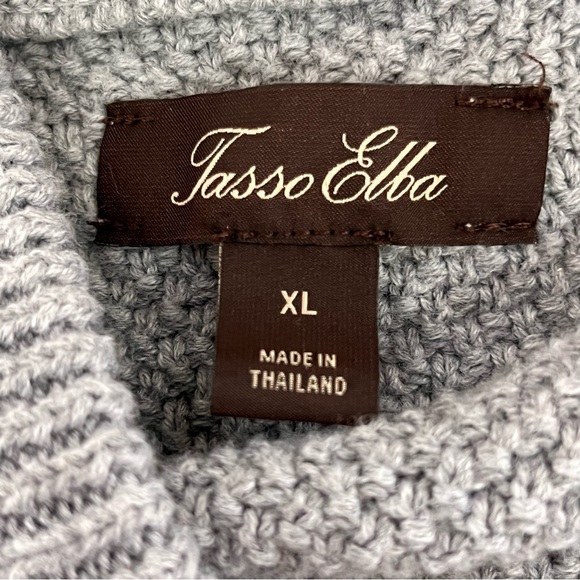 Tasso Elba
XL
MADE IN
THAILAND